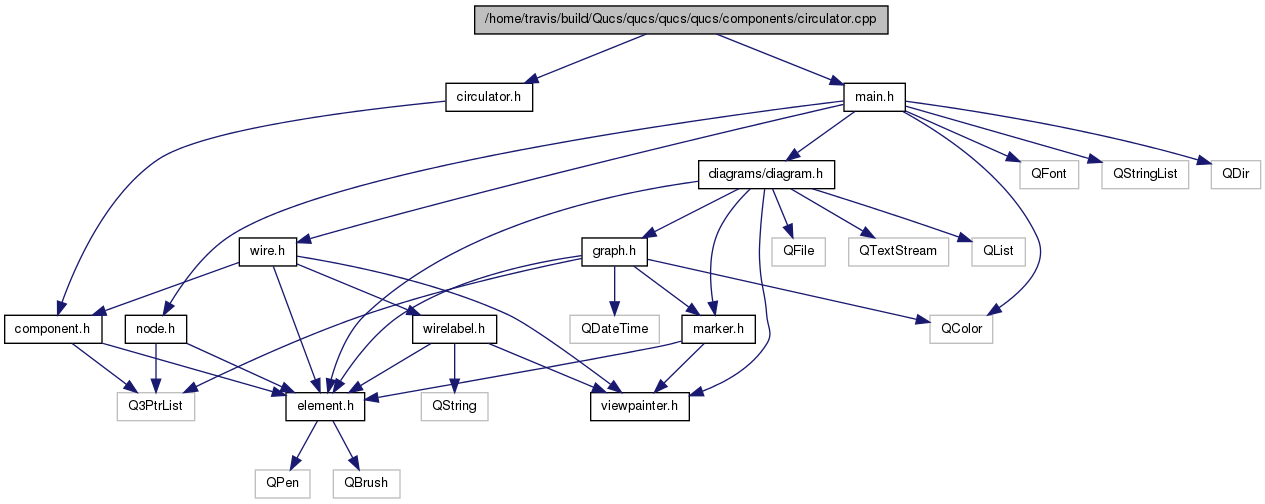 /home/travis/build/Qucs/qucs/qucs/qucs/components/circulator.cpp
circulator.h
main.h
diagrams/diagram.h
QFont
QStringList
QDir
wire.h
graph.h
QFile
QTextStream
QList
component.h
node.h
wirelabel.h
QDateTime
marker.h
QColor
Q3PtrList
element.h
QString
viewpainter.h
QPen
QBrush